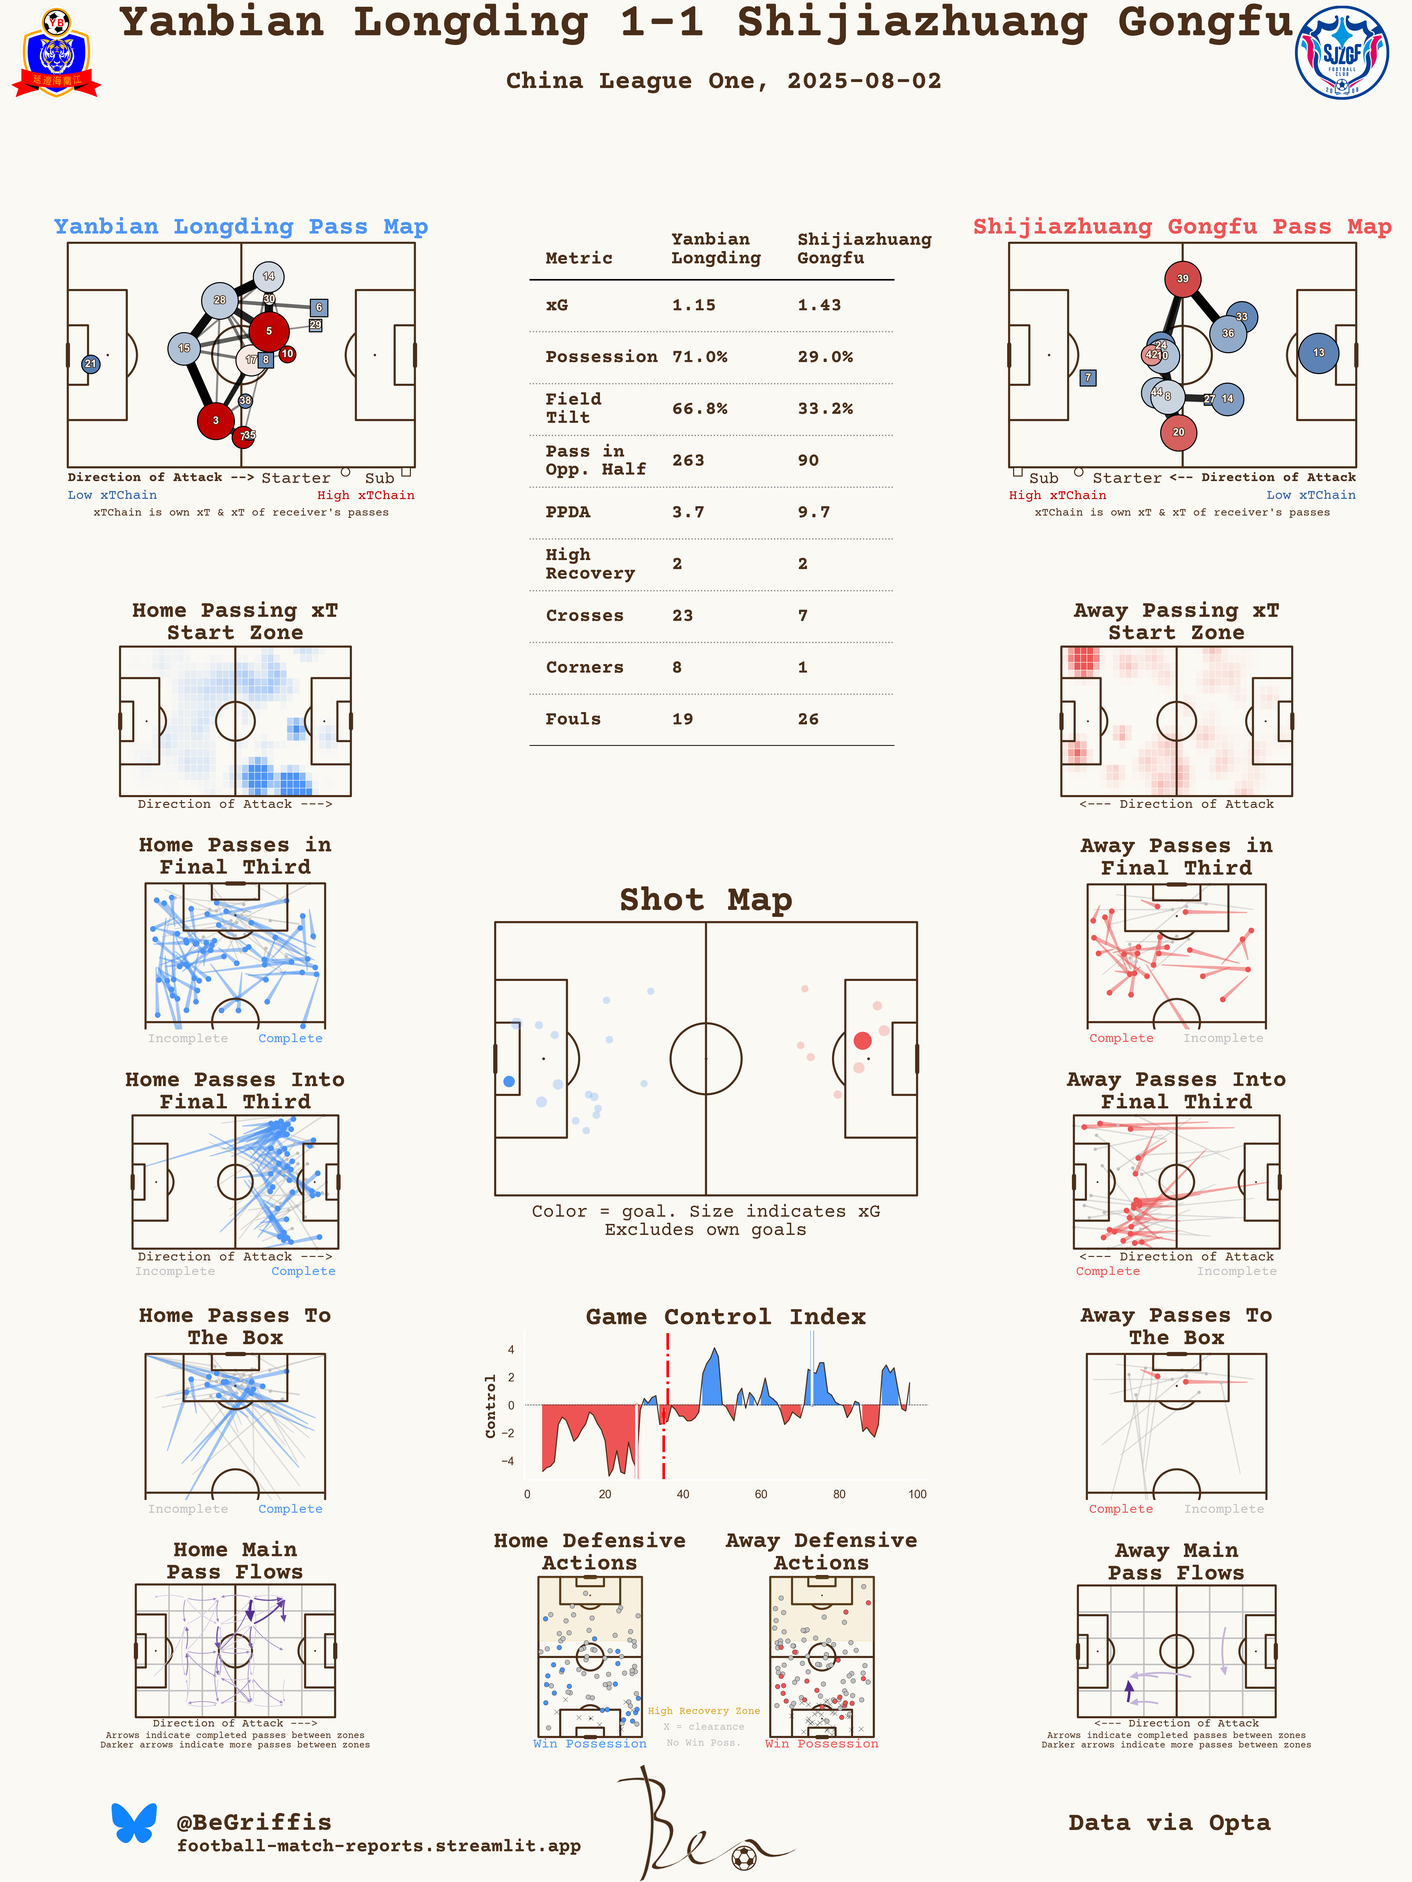 Yanbian Longding 1-1 Shijiazhuang Gongfu
China League One, 2025-08-02
YB
延邊海蘭江
SJZGF
FOOTBALL
CLUB
Yanbian Longding Pass Map
14
28
30
6
29
5
15
17
8
10
21
38
3
7
35
Direction of Attack --> Starter Sub
Low xTChain High xTChain
xTChain is own xT & xT of receiver's passes
Metric Yanbian Longding Shijiazhuang Gongfu
xG 1.15 1.43
Possession 71.0% 29.0%
Field Tilt 66.8% 33.2%
Pass in Opp. Half 263 90
PPDA 3.7 9.7
High Recovery 2 2
Crosses 23 7
Corners 8 1
Fouls 19 26
Shijiazhuang Gongfu Pass Map
39
33
36
24
42
10
13
7
44
8
27
14
20
Sub Starter <-- Direction of Attack
High xTChain Low xTChain
xTChain is own xT & xT of receiver's passes
Home Passing xT
Start Zone
Direction of Attack --->
Away Passing xT
Start Zone
<--- Direction of Attack
Home Passes in
Final Third
Incomplete Complete
Away Passes in
Final Third
Complete Incomplete
Shot Map
Color = goal. Size indicates xG
Excludes own goals
Home Passes Into
Final Third
Direction of Attack --->
Incomplete Complete
Away Passes Into
Final Third
<--- Direction of Attack
Complete Incomplete
Home Passes To
The Box
Incomplete Complete
Game Control Index
Control
4
2
0
−2
−4
0 20 40 60 80 100
Away Passes To
The Box
Complete Incomplete
Home Main
Pass Flows
Direction of Attack --->
Arrows indicate completed passes between zones
Darker arrows indicate more passes between zones
Home Defensive
Actions
Win Possession
Away Defensive
Actions
Win Possession
High Recovery Zone
X = clearance
No Win Poss.
Away Main
Pass Flows
<--- Direction of Attack
Arrows indicate completed passes between zones
Darker arrows indicate more passes between zones
@BeGriffis
football-match-reports.streamlit.app
Ben
Data via Opta